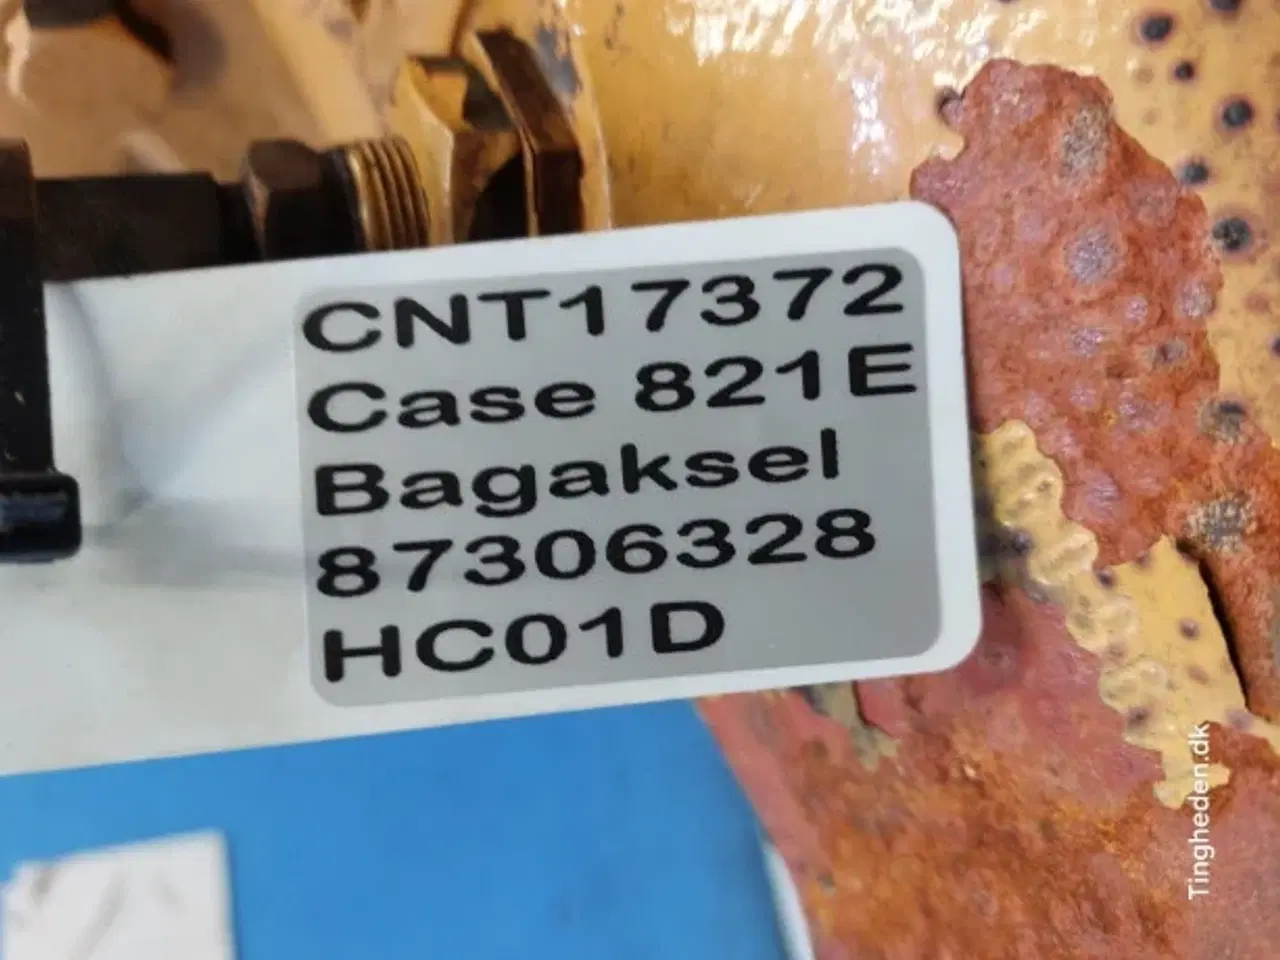 CNT17372
Case 821E
Bagaksel
87306328
HC01D
Tingheden.dk